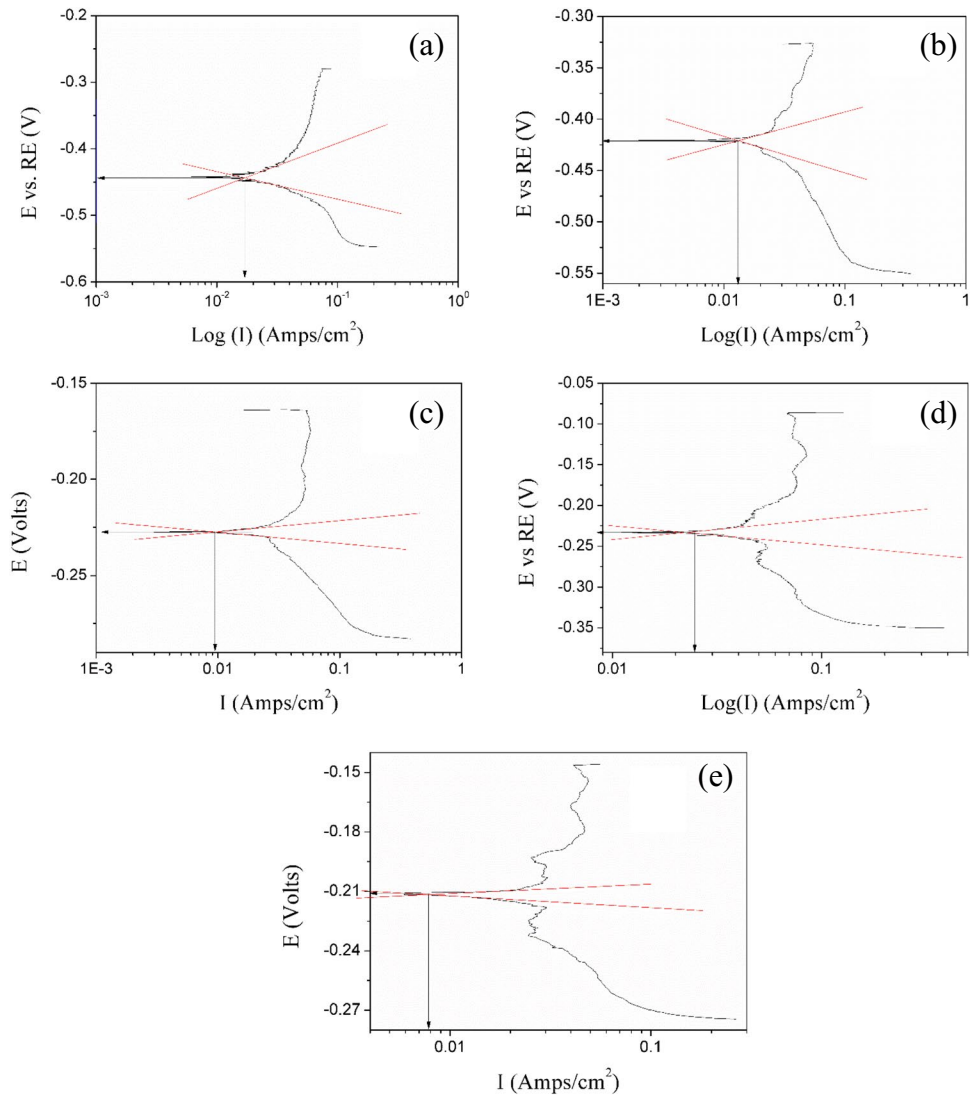 (a)
-0.2
-0.3
-0.4
-0.5
-0.6
E vs. RE (V)
10⁻³
10⁻²
10⁻¹
10⁰
Log (I) (Amps/cm²)
(b)
-0.30
-0.35
-0.40
-0.45
-0.50
-0.55
E vs RE (V)
1E-3
0.01
0.1
1
Log(I) (Amps/cm²)
(c)
-0.15
-0.20
-0.25
E (Volts)
1E-3
0.01
0.1
1
I (Amps/cm²)
(d)
-0.05
-0.10
-0.15
-0.20
-0.25
-0.30
-0.35
E vs RE (V)
0.01
0.1
Log(I) (Amps/cm²)
(e)
-0.15
-0.18
-0.21
-0.24
-0.27
E (Volts)
0.01
0.1
I (Amps/cm²)